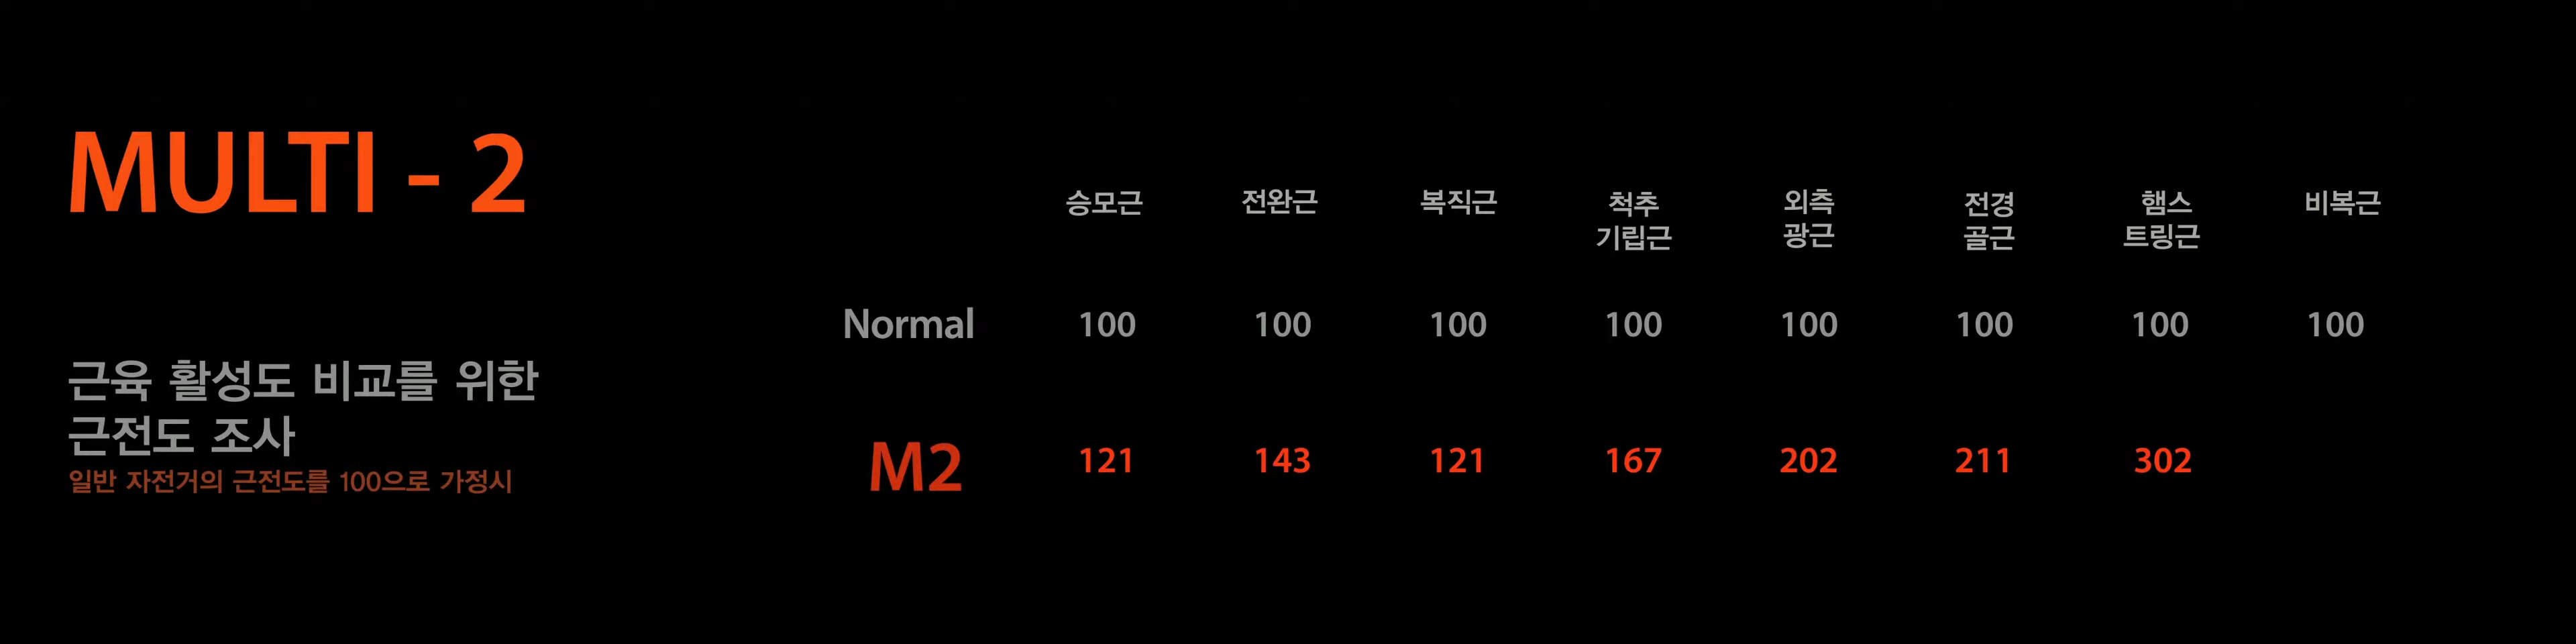 MULTI - 2
근육 활성도 비교를 위한
근전도 조사
일반 자전거의 근전도를 100으로 가정시
승모근 전완근 복직근 척추 외측 전경 햄스 비복근
기립근 광근 골근 트링근
Normal 100 100 100 100 100 100 100 100
M2 121 143 121 167 202 211 302